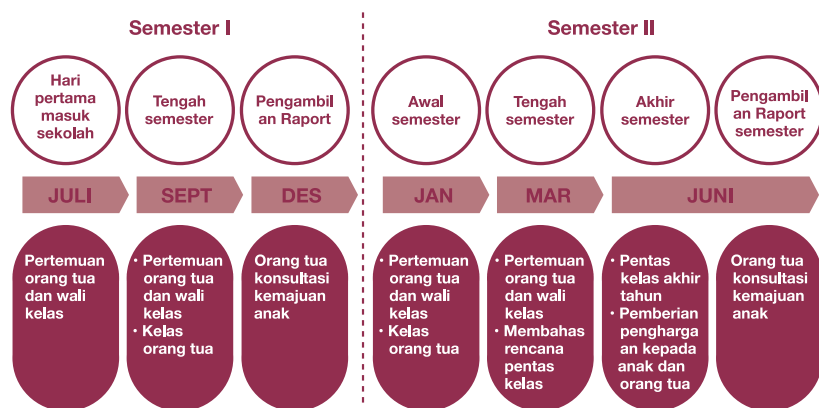 Semester I
Semester II
Hari
pertama
masuk
sekolah
Tengah
semester
Pengambil
an Raport
Awal
semester
Tengah
semester
Akhir
semester
Pengambil
an Raport
semester
JULI
SEPT
DES
JAN
MAR
JUNI
Pertemuan
orang tua
dan wali
kelas
• Pertemuan
orang tua
dan wali
kelas
• Kelas
orang tua
Orang tua
konsultasi
kemajuan
anak
• Pertemuan
orang tua
dan wali
kelas
• Kelas
orang tua
• Pertemuan
orang tua
dan wali
kelas
• Membahas
rencana
pentas
kelas
• Pentas
kelas akhir
tahun
• Pemberian
pengharga
an kepada
anak dan
orang tua
Orang tua
konsultasi
kemajuan
anak